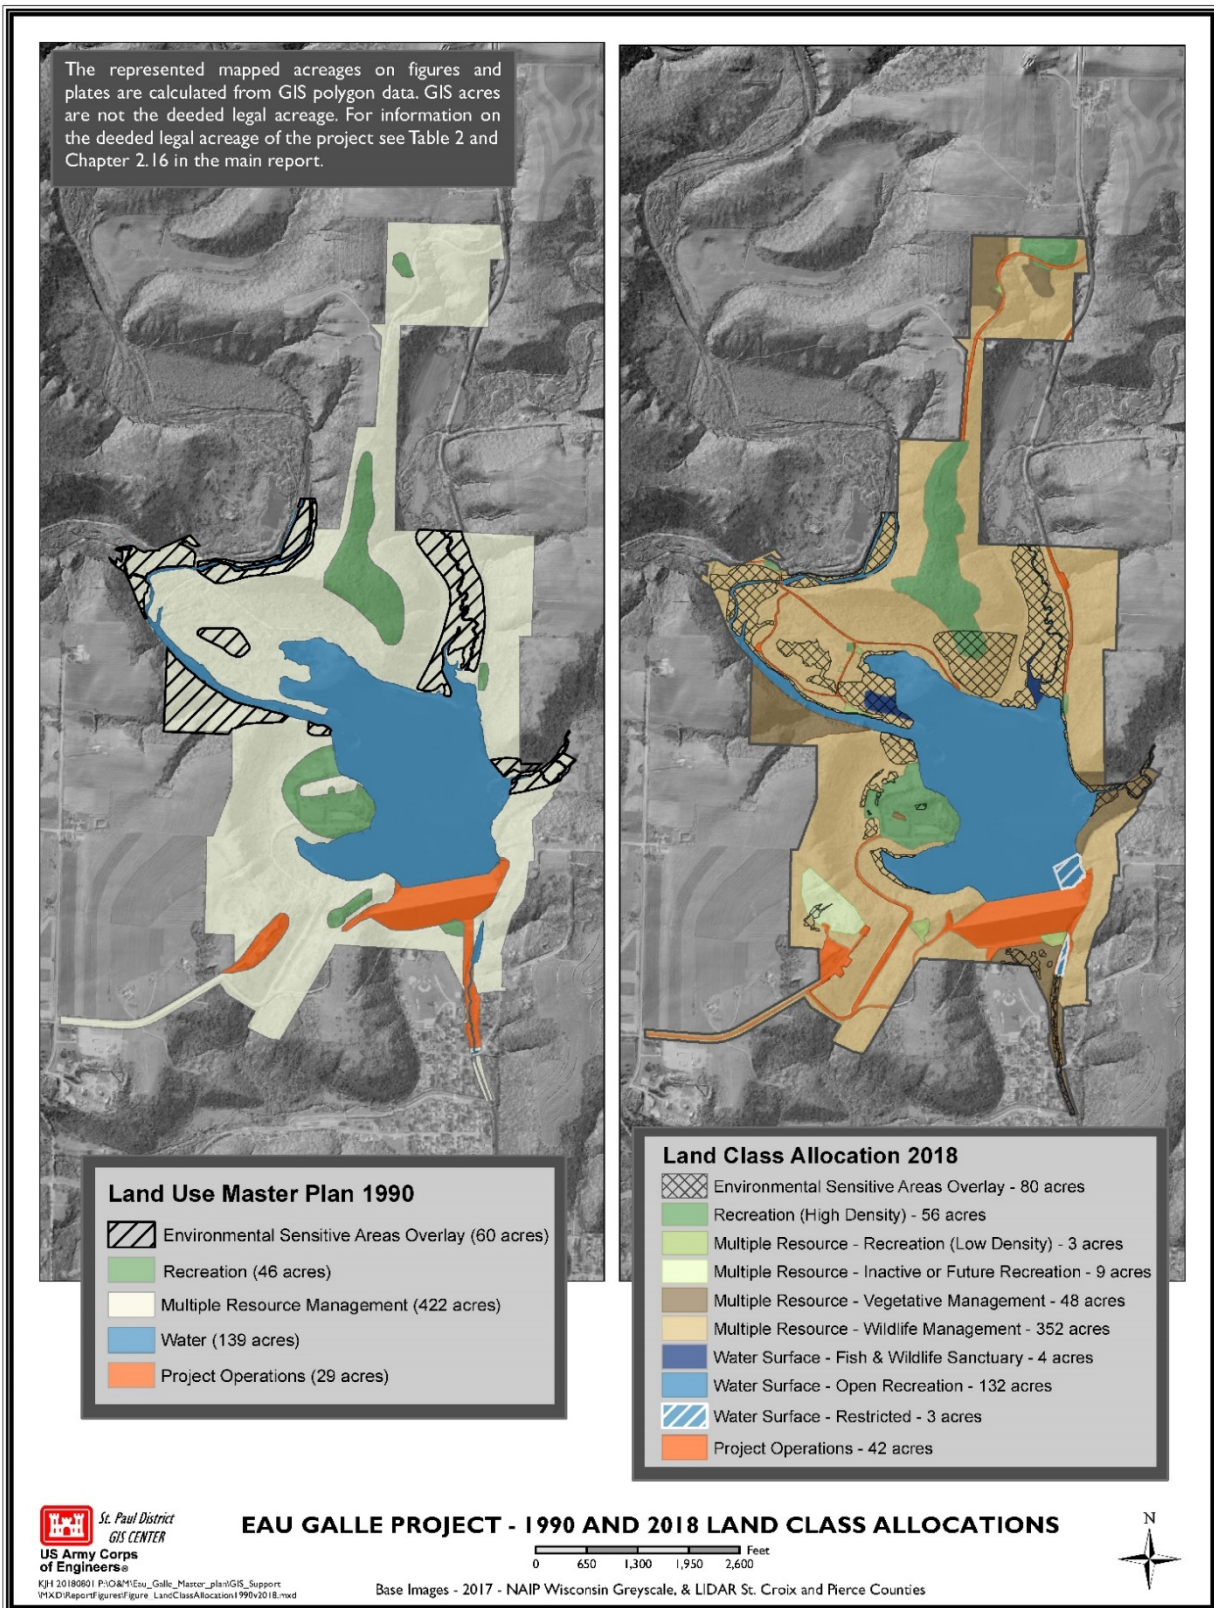 The represented mapped acreages on figures and
plates are calculated from GIS polygon data. GIS acres
are not the deeded legal acreage. For information on
the deeded legal acreage of the project see Table 2 and
Chapter 2.16 in the main report.
Land Use Master Plan 1990
Environmental Sensitive Areas Overlay (60 acres)
Recreation (46 acres)
Multiple Resource Management (422 acres)
Water (139 acres)
Project Operations (29 acres)
Land Class Allocation 2018
Environmental Sensitive Areas Overlay - 80 acres
Recreation (High Density) - 56 acres
Multiple Resource - Recreation (Low Density) - 3 acres
Multiple Resource - Inactive or Future Recreation - 9 acres
Multiple Resource - Vegetative Management - 48 acres
Multiple Resource - Wildlife Management - 352 acres
Water Surface - Fish & Wildlife Sanctuary - 4 acres
Water Surface - Open Recreation - 132 acres
Water Surface - Restricted - 3 acres
Project Operations - 42 acres
St. Paul District
GIS CENTER
US Army Corps
of Engineers®
KJH 20180801 P:\O&M\Eau_Galle_Master_plan\GIS_Support
\MXD\ReportFigures\Figure_LandClassAllocation1990v2018.mxd
EAU GALLE PROJECT - 1990 AND 2018 LAND CLASS ALLOCATIONS
Feet
0 650 1,300 1,950 2,600
Base Images - 2017 - NAIP Wisconsin Greyscale, & LIDAR St. Croix and Pierce Counties
N